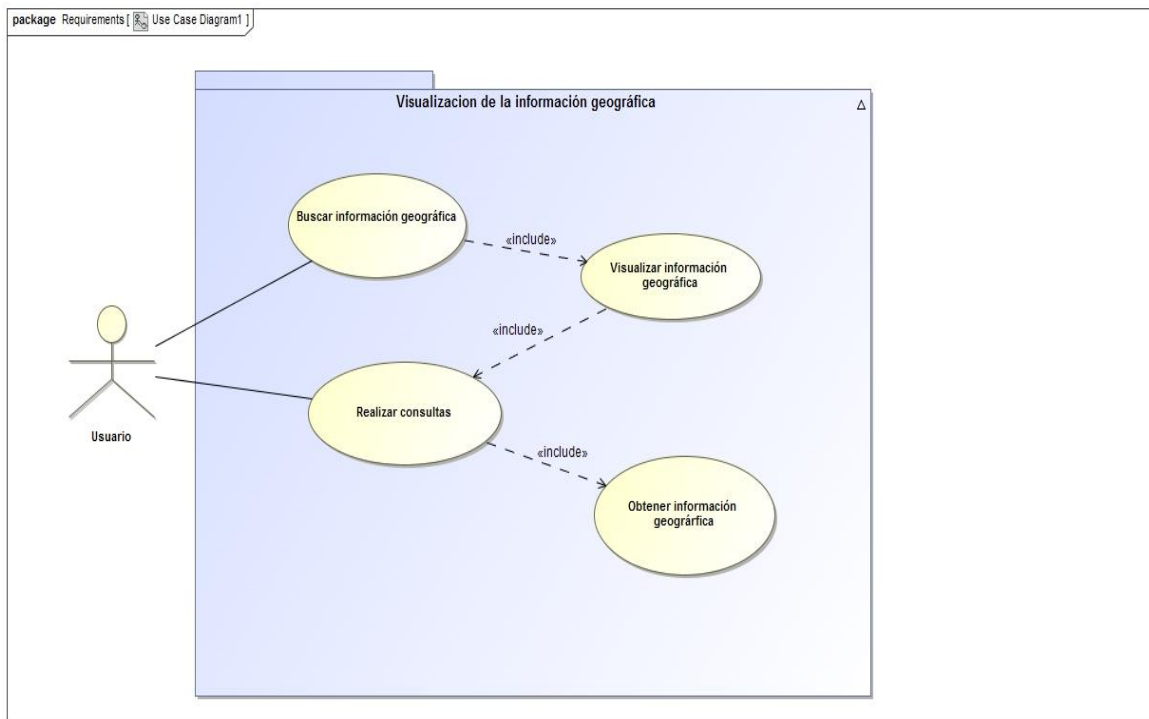 package Requirements [ Use Case Diagram1 ]
Visualizacion de la información geográfica
Buscar información geográfica
«include»
Visualizar información
geográfica
«include»
Realizar consultas
Usuario
«include»
Obtener información
geográrfica